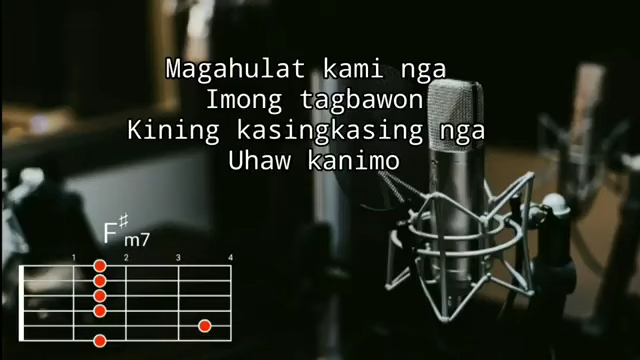 Magahulat kami nga
Imong tagbawon
Kining kasingkasing nga
Uhaw kanimo
F♯m7
1 2 3 4